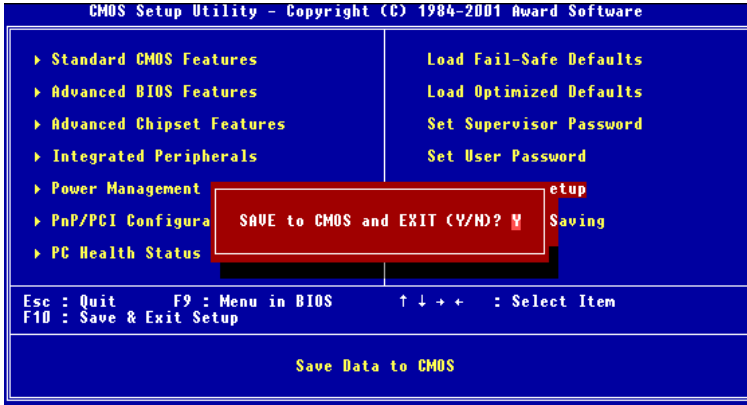 CMOS Setup Utility - Copyright (C) 1984-2001 Award Software
Standard CMOS Features
Load Fail-Safe Defaults
Advanced BIOS Features
Load Optimized Defaults
Advanced Chipset Features
Set Supervisor Password
Integrated Peripherals
Set User Password
Power Management
etup
PnP/PCI Configura
SAVE to CMOS and EXIT (Y/N)? Y
Saving
PC Health Status
Esc : Quit F9 : Menu in BIOS ↑ ↓ → ← : Select Item
F10 : Save & Exit Setup
Save Data to CMOS